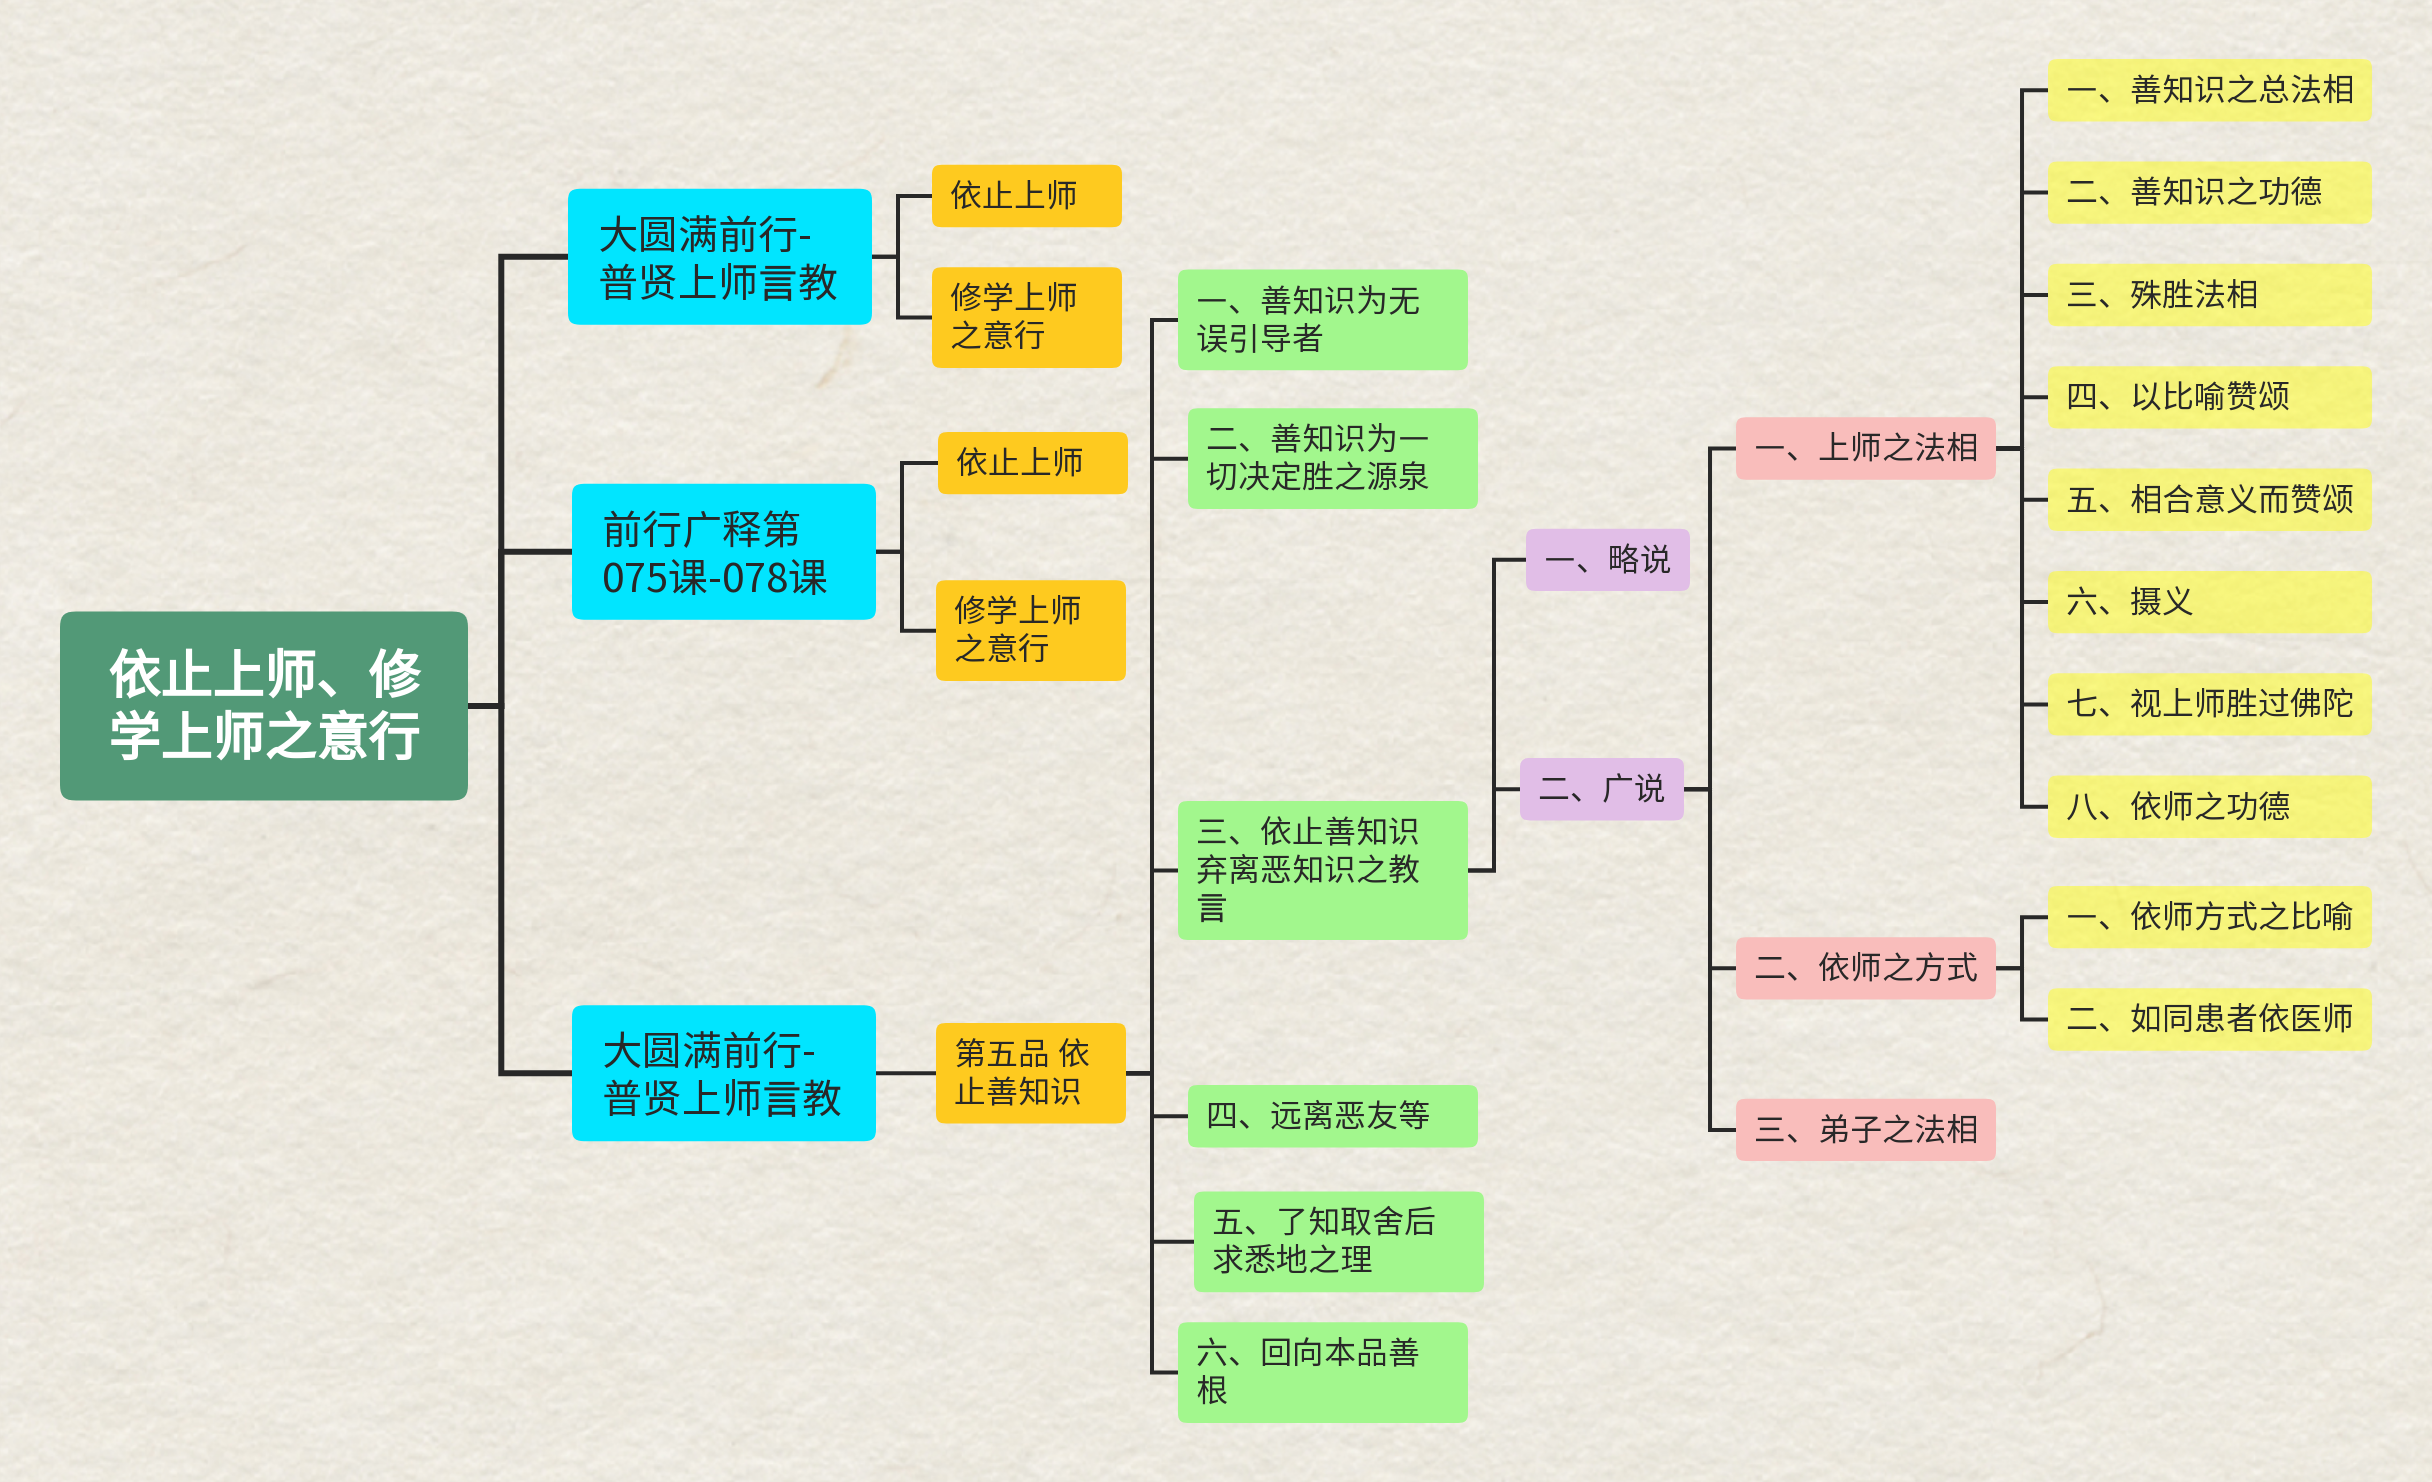 依止上师、修
学上师之意行
大圆满前行-
普贤上师言教
依止上师
修学上师
之意行
前行广释第
075课-078课
依止上师
修学上师
之意行
大圆满前行-
普贤上师言教
第五品 依
止善知识
一、善知识为无
误引导者
二、善知识为一
切决定胜之源泉
三、依止善知识
弃离恶知识之教
言
一、略说
二、广说
一、上师之法相
一、善知识之总法相
二、善知识之功德
三、殊胜法相
四、以比喻赞颂
五、相合意义而赞颂
六、摄义
七、视上师胜过佛陀
八、依师之功德
二、依师之方式
一、依师方式之比喻
二、如同患者依医师
三、弟子之法相
四、远离恶友等
五、了知取舍后
求悉地之理
六、回向本品善
根